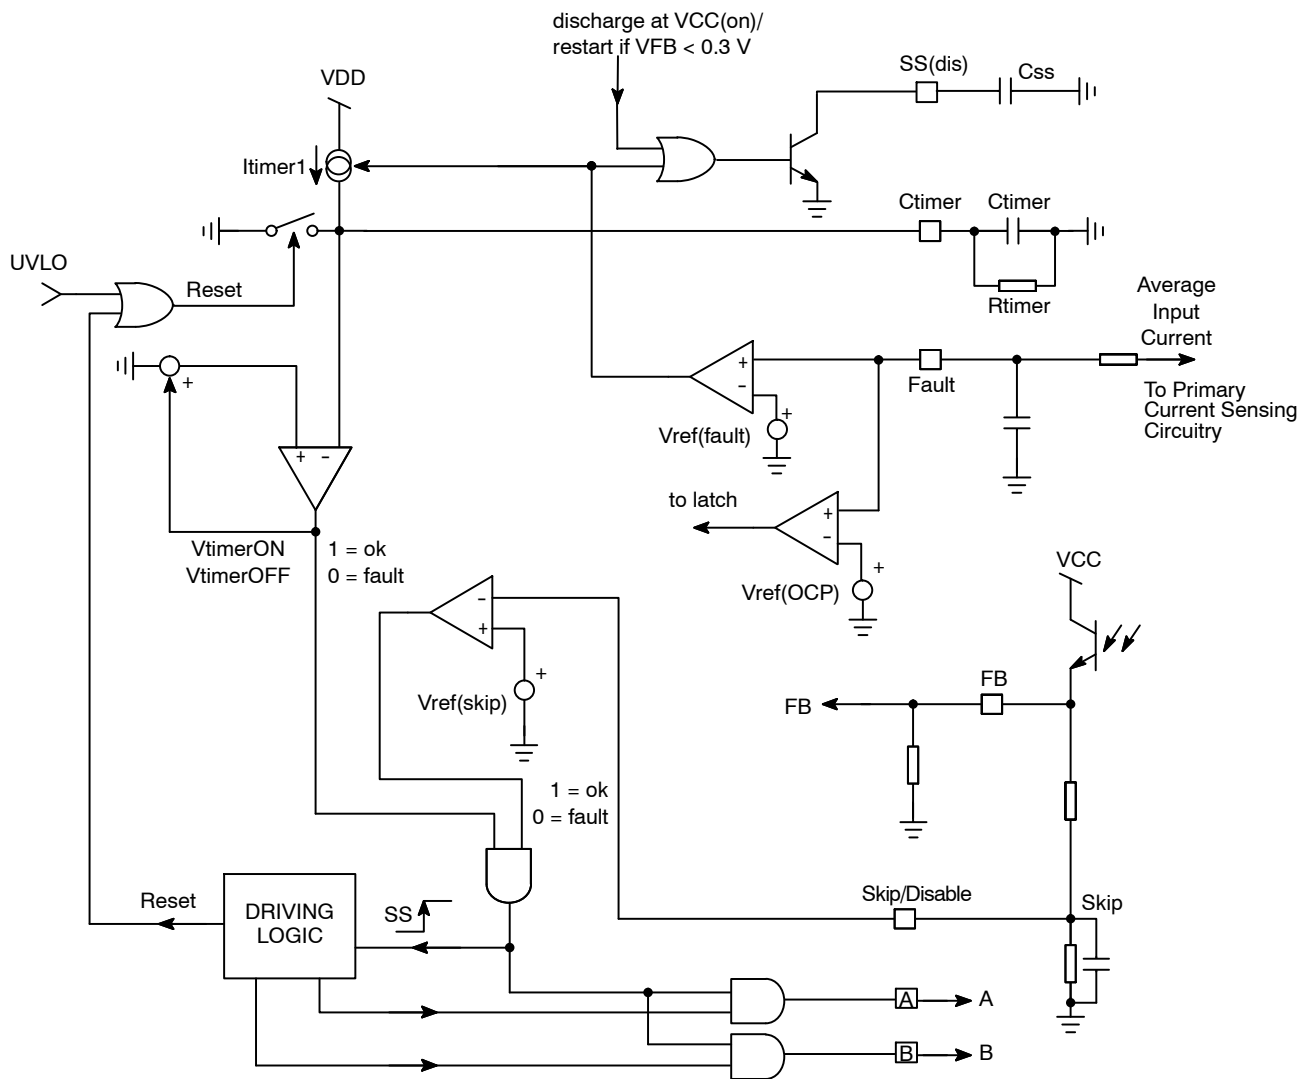 discharge at VCC(on)/
restart if VFB < 0.3 V
SS(dis)
Css
VDD
Itimer1
Ctimer
Ctimer
Rtimer
UVLO
Reset
Average
Input
Current
+
+
-
+
Fault
To Primary
Current Sensing
Circuitry
Vref(fault)
+ -
to latch
+
-
+
VtimerON
VtimerOFF
1 = ok
0 = fault
Vref(OCP)
VCC
-
+
+
Vref(skip)
FB
FB
1 = ok
0 = fault
Reset
DRIVING
LOGIC
SS
Skip/Disable
Skip
A
A
B
B